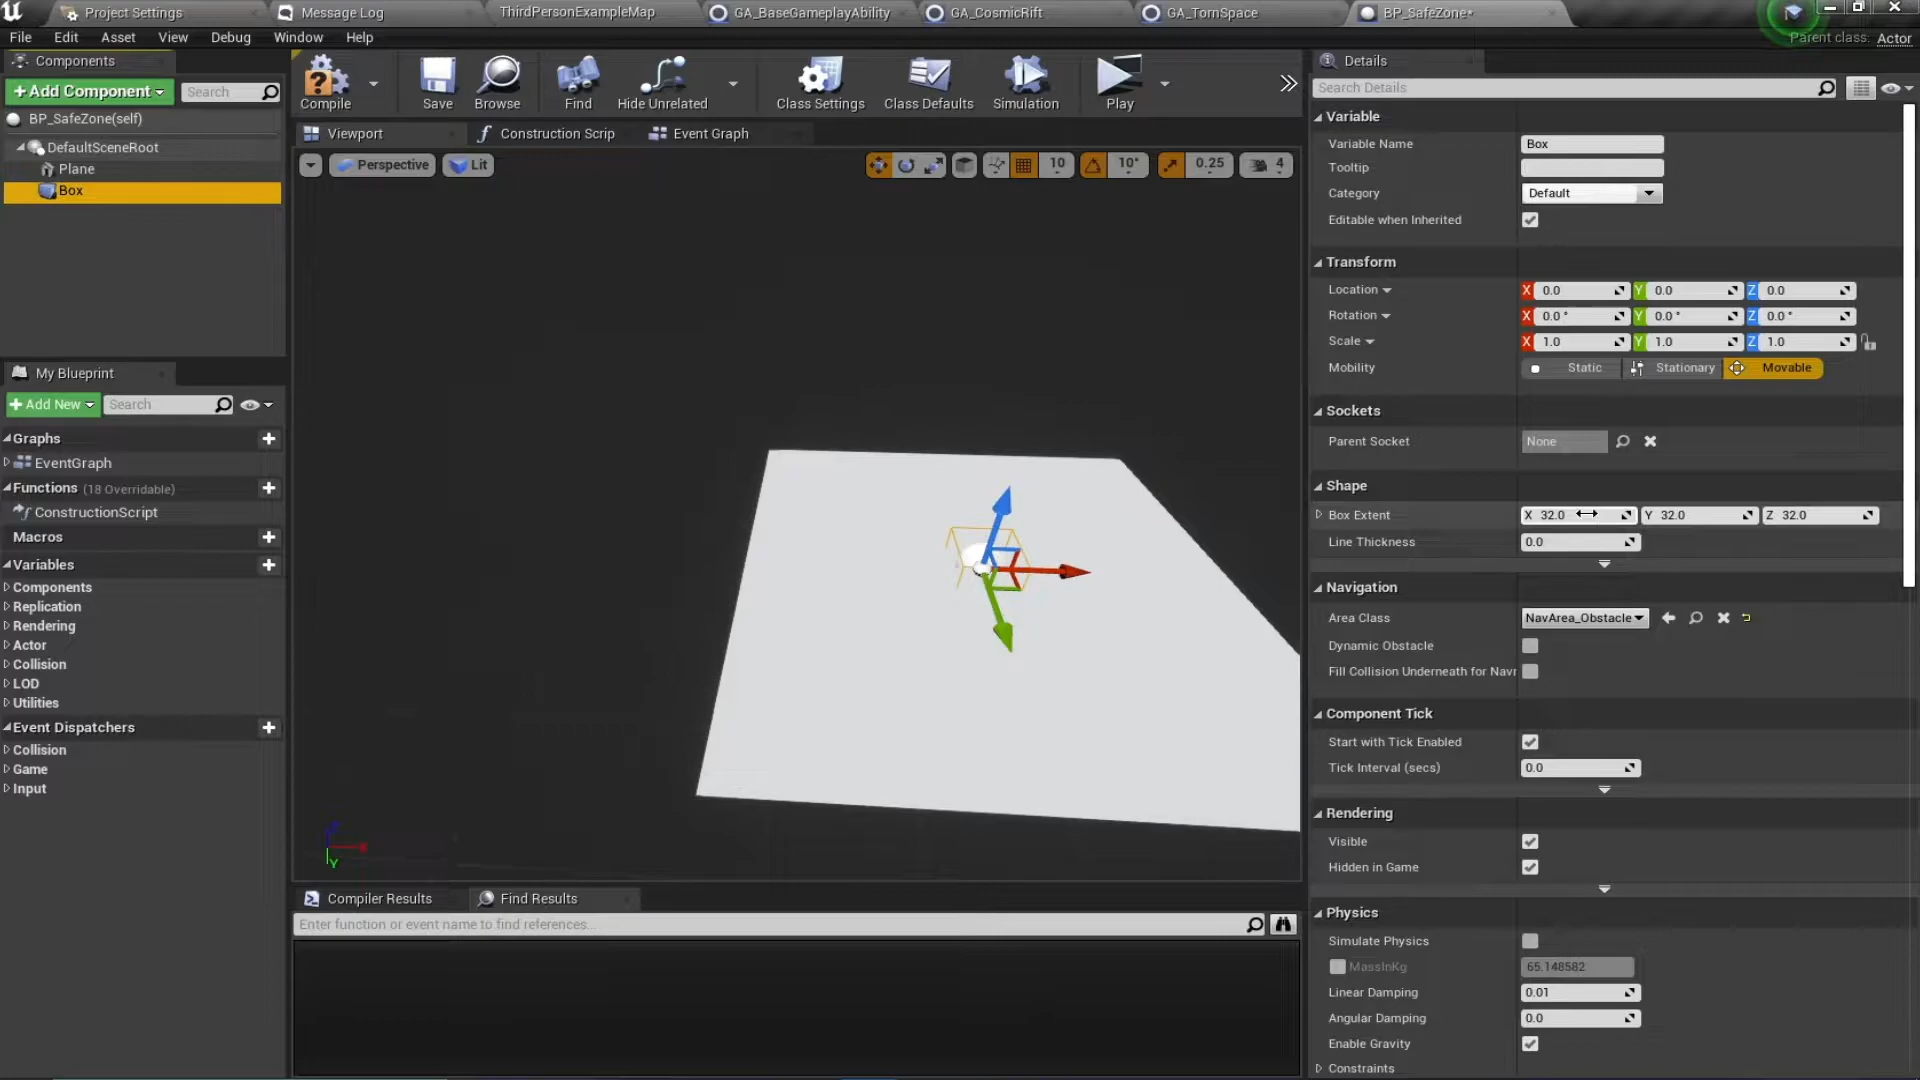 Project Settings
Message Log
ThirdPersonExampleMap
GA_BaseGameplayAbility
GA_CosmicRift
GA_TornSpace
BP_SafeZone*
File
Edit
Asset
View
Debug
Window
Help
Parent class: Actor
Components
+Add Component
Search
BP_SafeZone(self)
DefaultSceneRoot
Plane
Box
My Blueprint
+Add New
Search
Graphs
EventGraph
Functions (18 Overridable)
ConstructionScript
Macros
Variables
Components
Replication
Rendering
Actor
Collision
LOD
Utilities
Event Dispatchers
Collision
Game
Input
Compile
Save
Browse
Find
Hide Unrelated
Class Settings
Class Defaults
Simulation
Play
Viewport
Construction Scrip
Event Graph
Perspective
Lit
10
10°
0.25
4
Y
Compiler Results
Find Results
Enter function or event name to find references...
Details
Search Details
Variable
Variable Name Box
Tooltip
Category Default
Editable when Inherited
Transform
Location X 0.0 Y 0.0 Z 0.0
Rotation X 0.0 ° Y 0.0 ° Z 0.0 °
Scale X 1.0 Y 1.0 Z 1.0
Mobility Static Stationary Movable
Sockets
Parent Socket None
Shape
Box Extent X 32.0 Y 32.0 Z 32.0
Line Thickness 0.0
Navigation
Area Class NavArea_Obstacle
Dynamic Obstacle
Fill Collision Underneath for Navr
Component Tick
Start with Tick Enabled
Tick Interval (secs) 0.0
Rendering
Visible
Hidden in Game
Physics
Simulate Physics
MassInKg 65.148582
Linear Damping 0.01
Angular Damping 0.0
Enable Gravity
Constraints